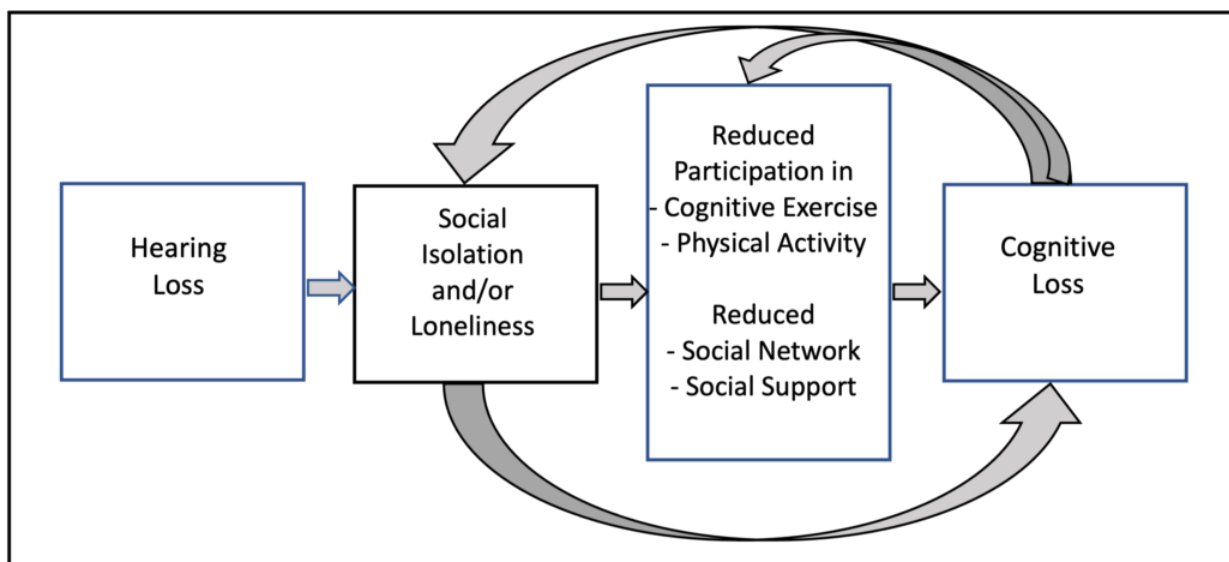 Hearing
Loss
Social
Isolation
and/or
Loneliness
Reduced
Participation in
- Cognitive Exercise
- Physical Activity
Reduced
- Social Network
- Social Support
Cognitive
Loss